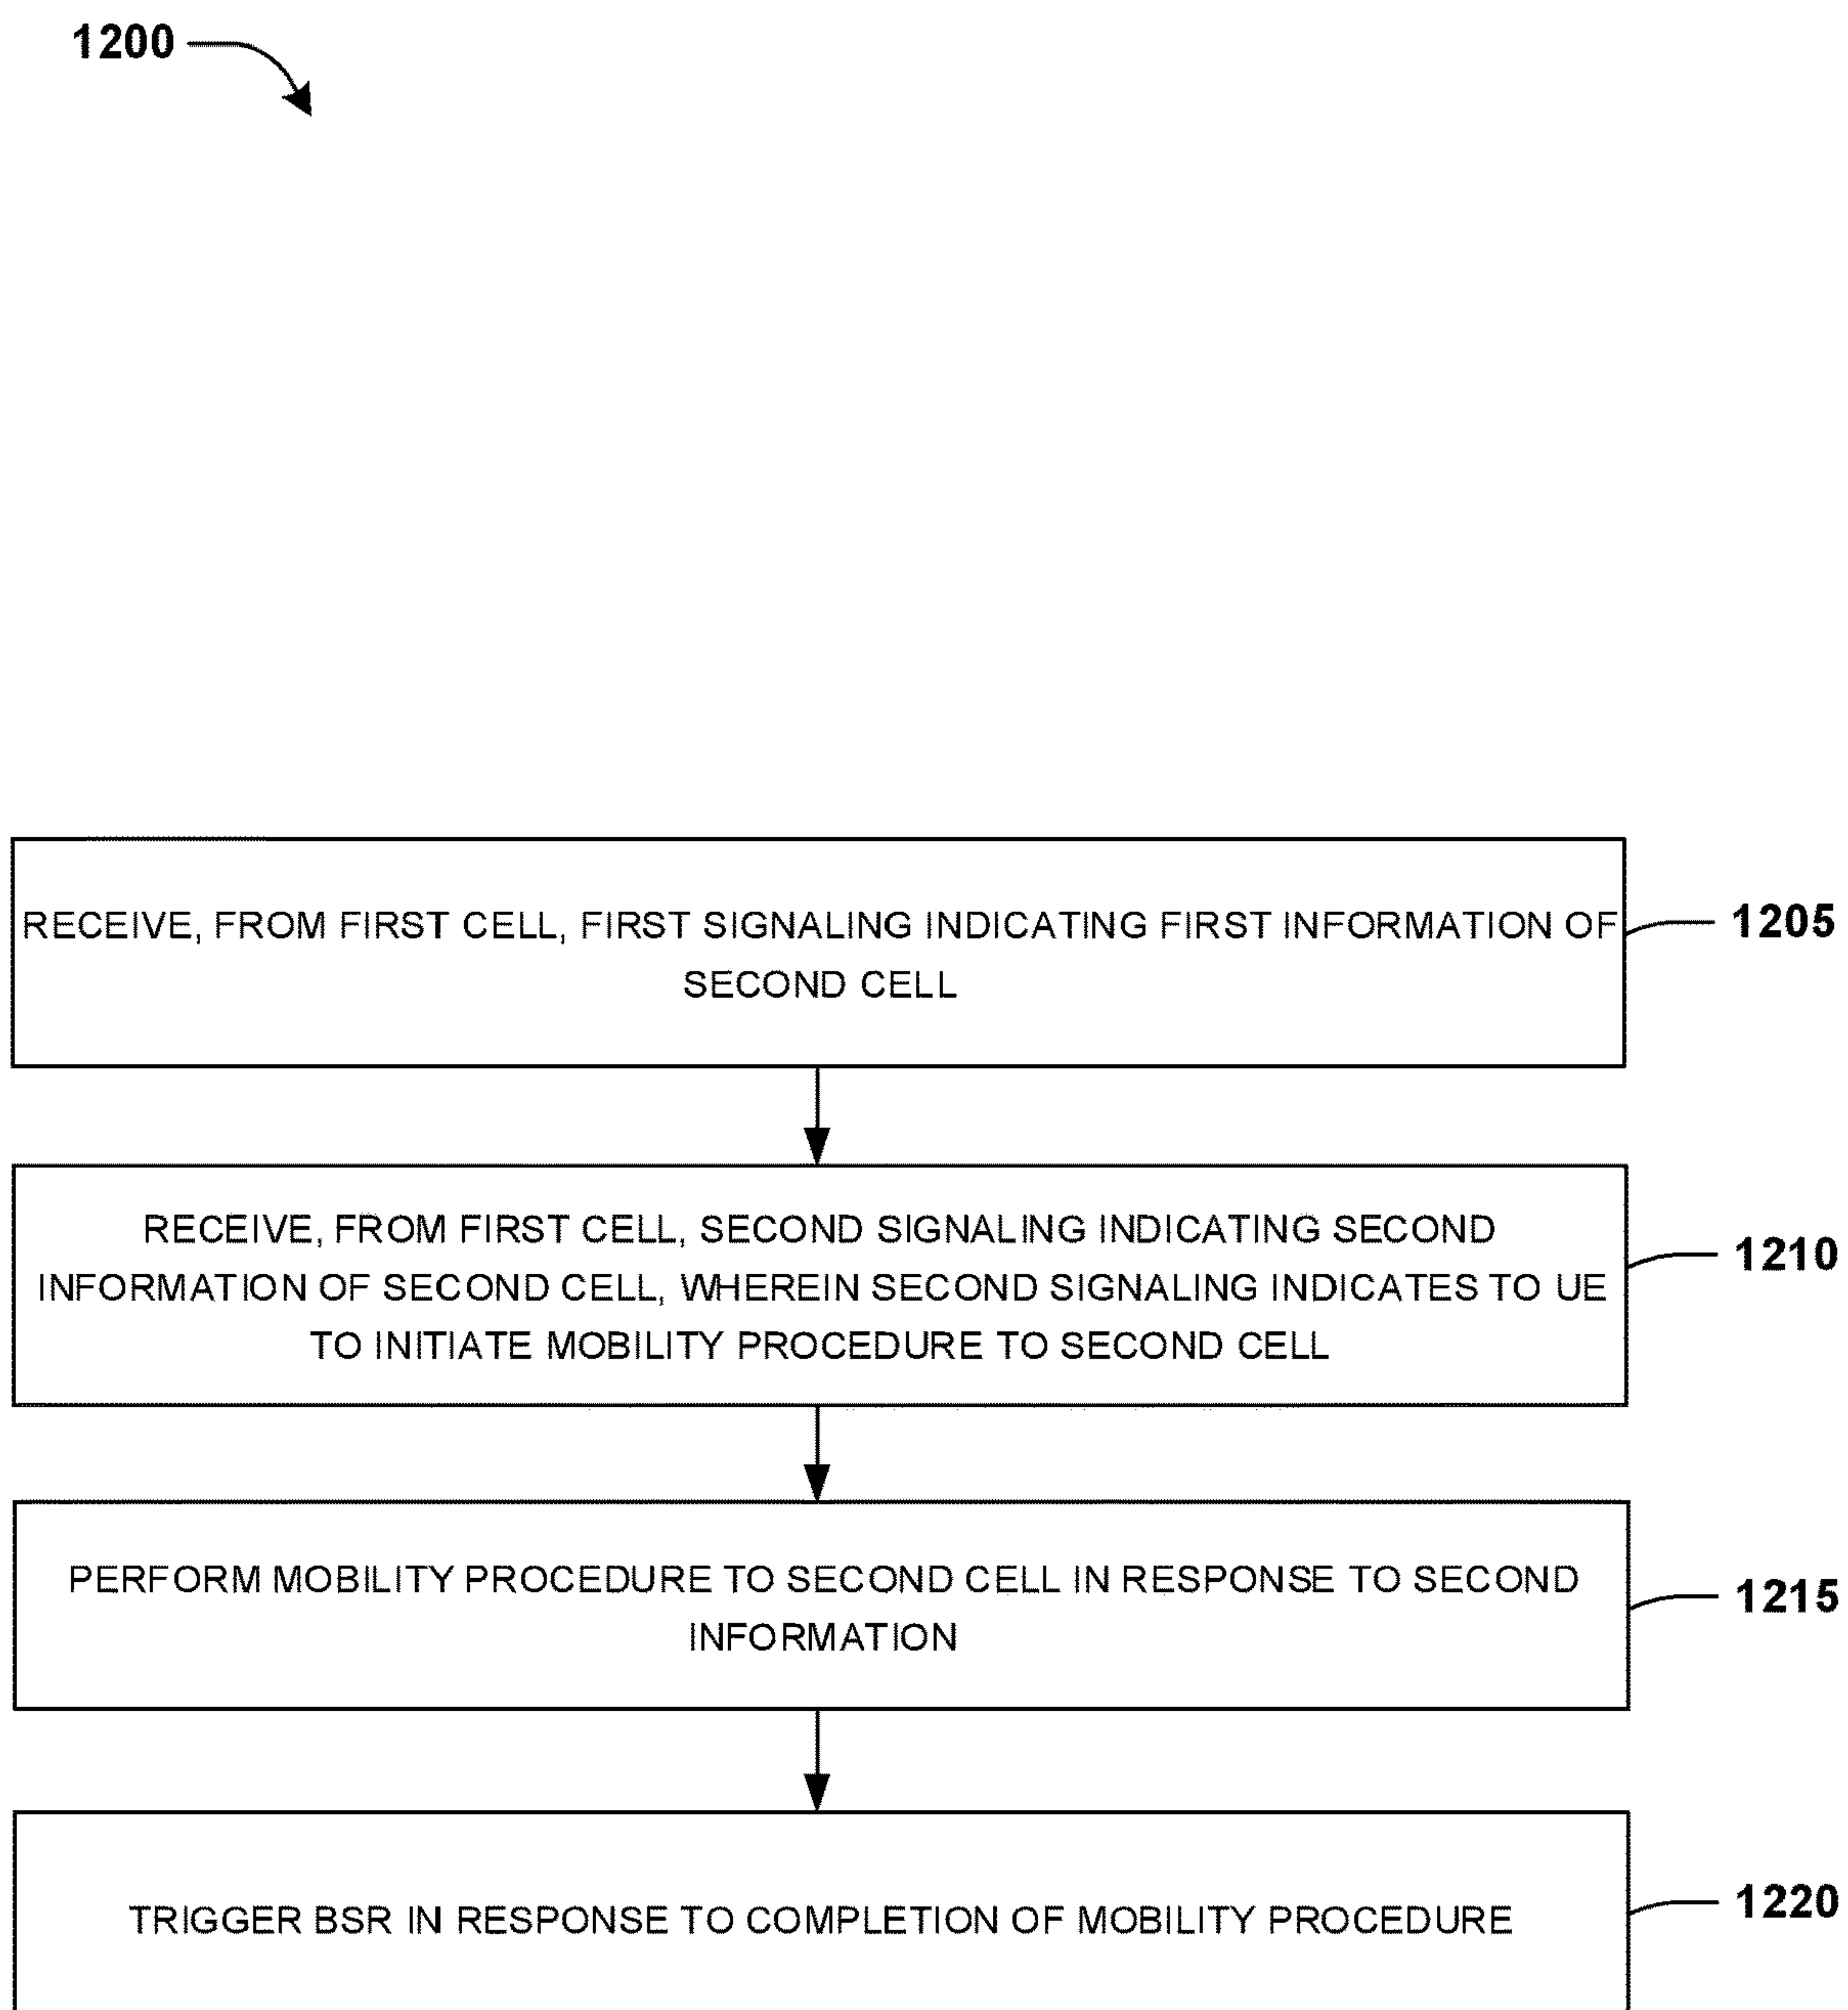 1200
RECEIVE, FROM FIRST CELL, FIRST SIGNALING INDICATING FIRST INFORMATION OF
SECOND CELL
1205
RECEIVE, FROM FIRST CELL, SECOND SIGNALING INDICATING SECOND
INFORMATION OF SECOND CELL, WHEREIN SECOND SIGNALING INDICATES TO UE
TO INITIATE MOBILITY PROCEDURE TO SECOND CELL
1210
PERFORM MOBILITY PROCEDURE TO SECOND CELL IN RESPONSE TO SECOND
INFORMATION
1215
TRIGGER BSR IN RESPONSE TO COMPLETION OF MOBILITY PROCEDURE
1220